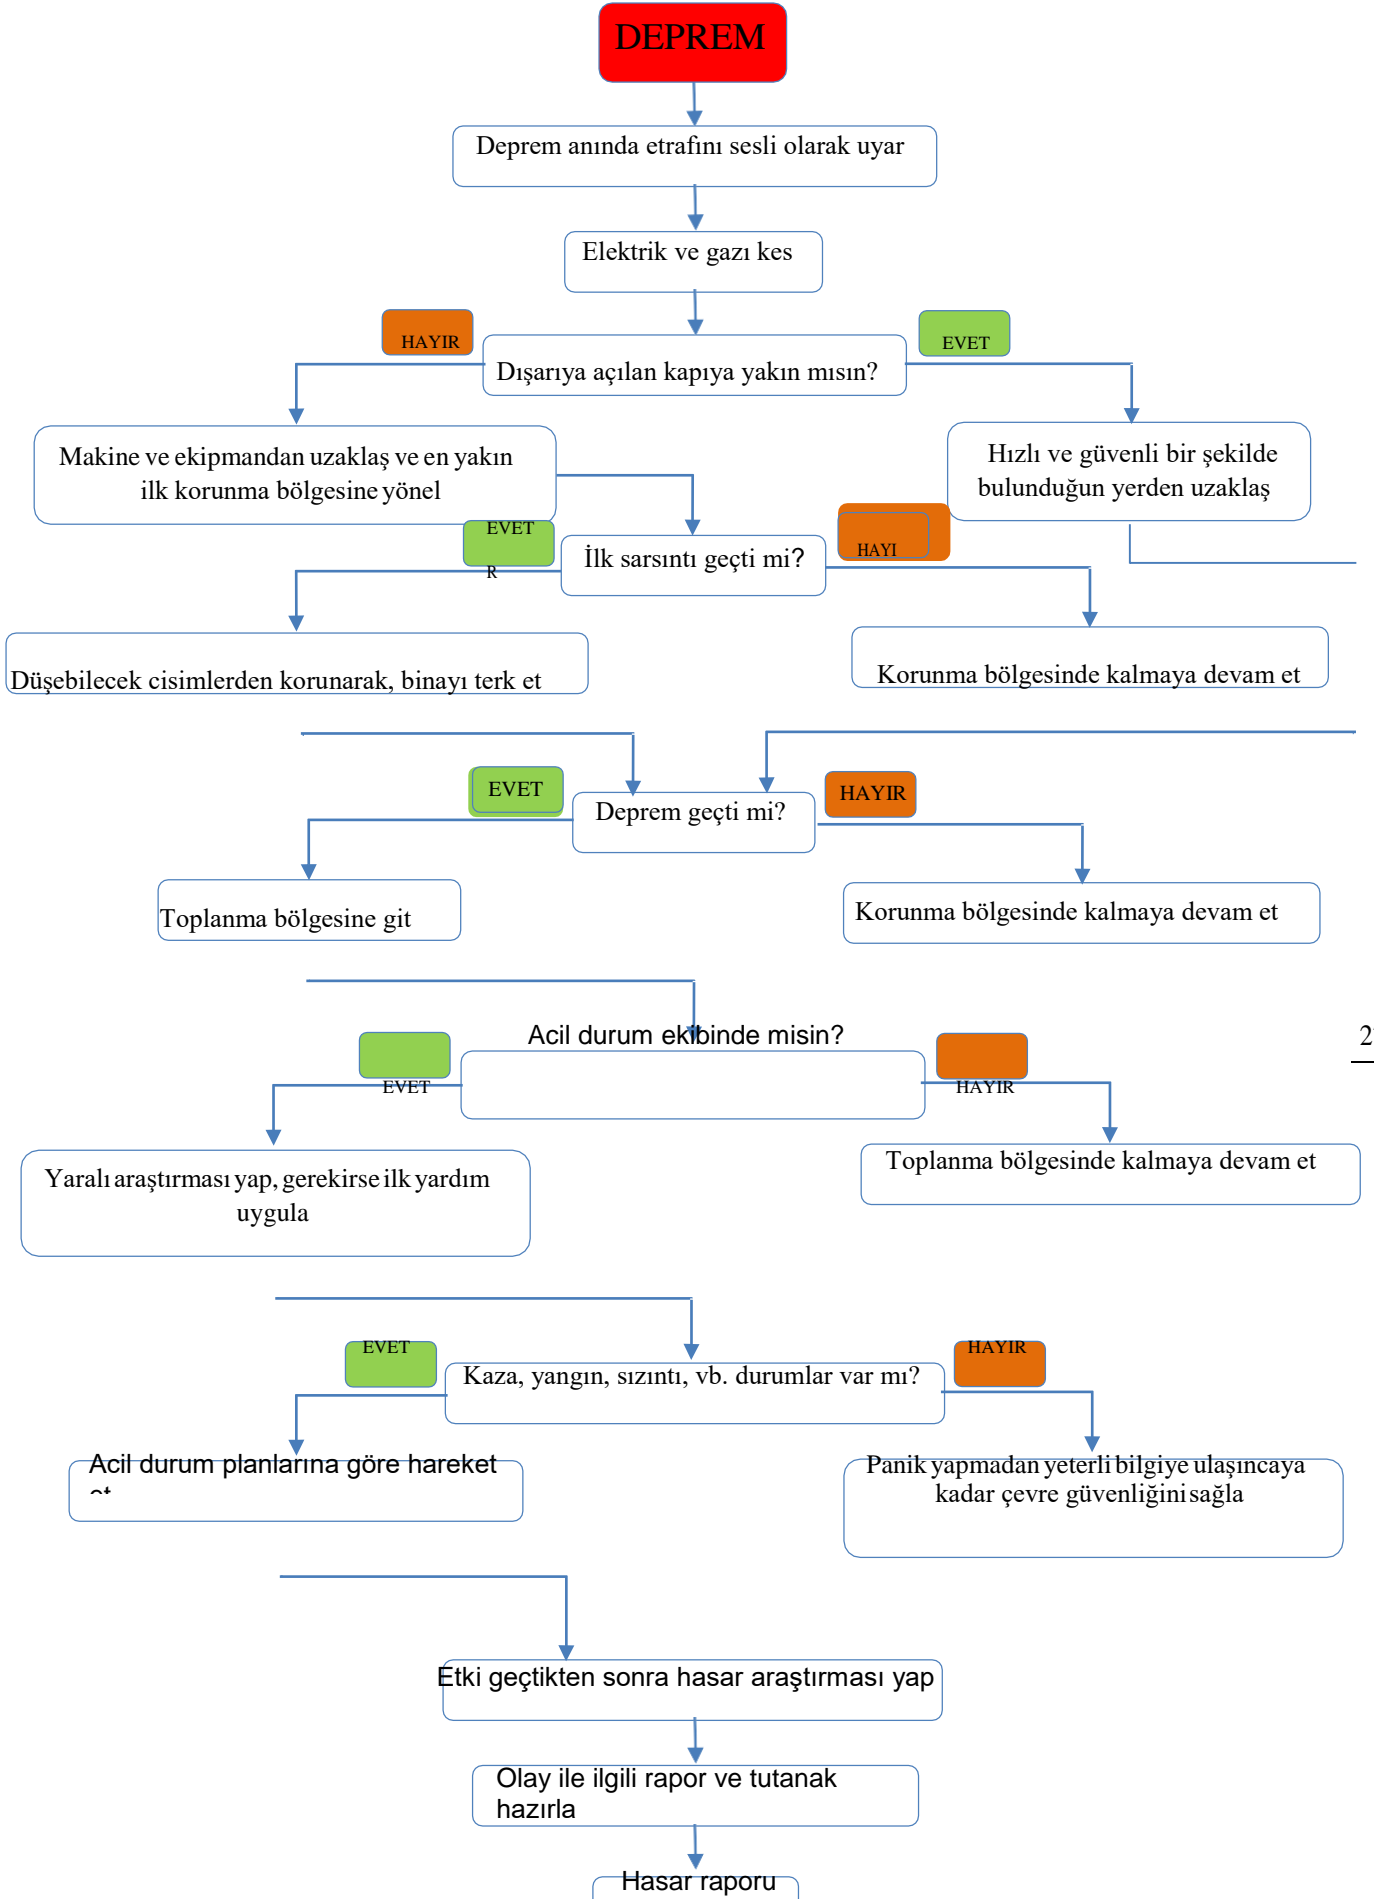 DEPREM
Deprem anında etrafını sesli olarak uyar
Elektrik ve gazı kes
HAYIR
EVET
Dışarıya açılan kapıya yakın mısın?
Makine ve ekipmandan uzaklaş ve en yakın
ilk korunma bölgesine yönel
Hızlı ve güvenli bir şekilde
bulunduğun yerden uzaklaş
EVET
R
İlk sarsıntı geçti mi?
HAYI
Düşebilecek cisimlerden korunarak, binayı terk et
Korunma bölgesinde kalmaya devam et
EVET
HAYIR
Deprem geçti mi?
Toplanma bölgesine git
Korunma bölgesinde kalmaya devam et
Acil durum ekibinde misin?
2
EVET
HAYIR
Yaralı araştırması yap, gerekirse ilk yardım
uygula
Toplanma bölgesinde kalmaya devam et
EVET
HAYIR
Kaza, yangın, sızıntı, vb. durumlar var mı?
Acil durum planlarına göre hareket
Panik yapmadan yeterli bilgiye ulaşıncaya
kadar çevre güvenliğini sağla
Etki geçtikten sonra hasar araştırması yap
Olay ile ilgili rapor ve tutanak
hazırla
Hasar raporu